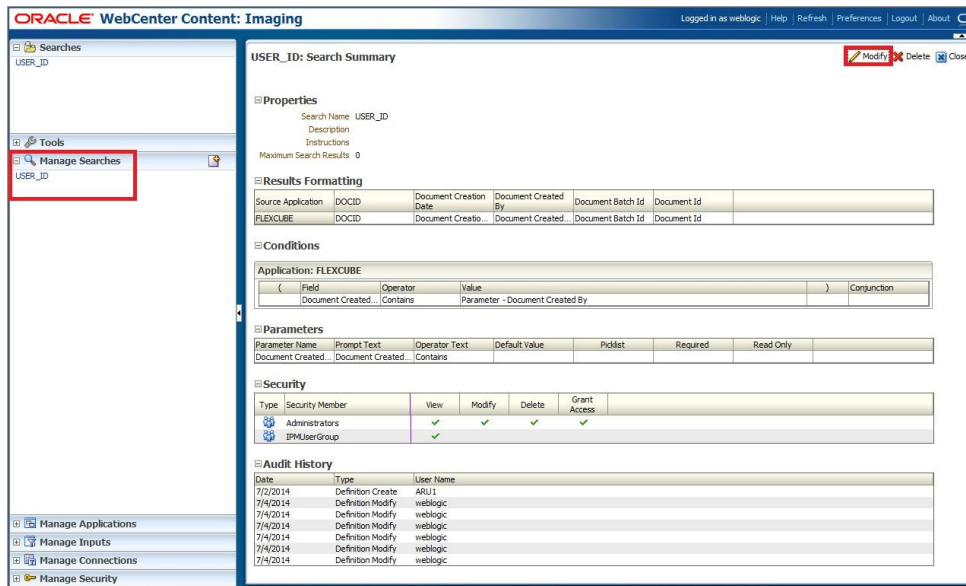 ORACLE WebCenter Content: Imaging
Logged in as weblogic Help Refresh Preferences Logout About
Searches
USER_ID
Tools
Manage Searches
USER_ID
Manage Applications
Manage Inputs
Manage Connections
Manage Security
USER_ID: Search Summary
Modify Delete Close
Properties
Search Name USER_ID
Description
Instructions
Maximum Search Results 0
Results Formatting
Source Application DOCID Document Creation Date Document Created By Document Batch Id Document Id
FLEXCUBE DOCID Document Creatio... Document Created... Document Batch Id Document Id
Conditions
Application: FLEXCUBE
( Field Operator Value ) Conjunction
Document Created... Contains Parameter - Document Created By
Parameters
Parameter Name Prompt Text Operator Text Default Value Picklist Required Read Only
Document Created... Document Created... Contains
Security
Type Security Member View Modify Delete Grant Access
Administrators
IPMUserGroup
Audit History
Date Type User Name
7/2/2014 Definition Create ARU1
7/4/2014 Definition Modify weblogic
7/4/2014 Definition Modify weblogic
7/4/2014 Definition Modify weblogic
7/4/2014 Definition Modify weblogic
7/4/2014 Definition Modify weblogic
7/4/2014 Definition Modify weblogic